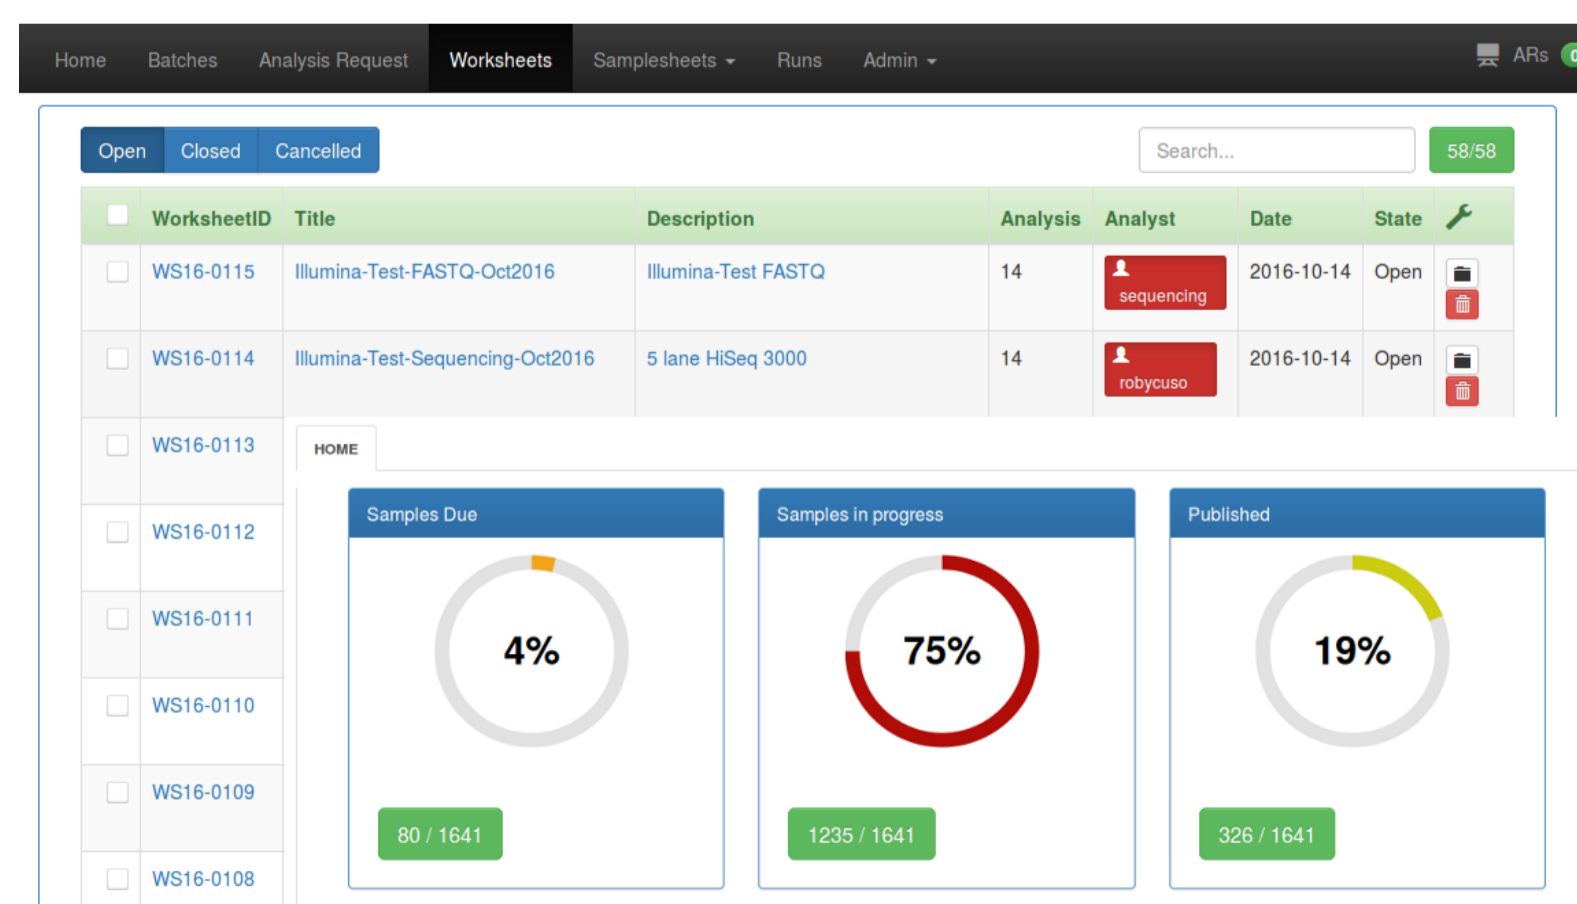 Home Batches Analysis Request Worksheets Samplesheets Runs Admin ARs
Open Closed Cancelled Search... 58/58
WorksheetID Title Description Analysis Analyst Date State
WS16-0115 Illumina-Test-FASTQ-Oct2016 Illumina-Test FASTQ 14 sequencing 2016-10-14 Open
WS16-0114 Illumina-Test-Sequencing-Oct2016 5 lane HiSeq 3000 14 robycuso 2016-10-14 Open
WS16-0113
HOME
WS16-0112
WS16-0111
WS16-0110
WS16-0109
WS16-0108
Samples Due Samples in progress Published
4% 75% 19%
80 / 1641 1235 / 1641 326 / 1641